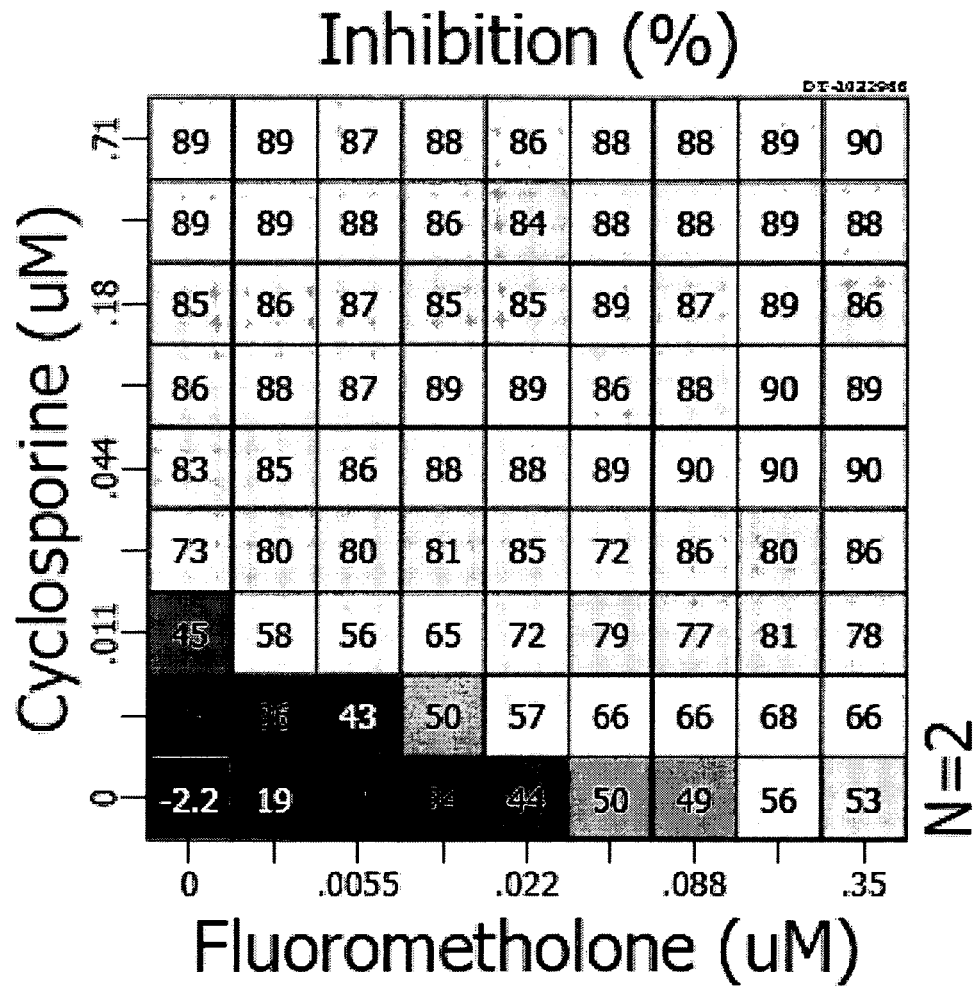 Inhibition (%)
DT-1022966
.71 89 89 87 88 86 88 88 89 90
89 89 88 86 84 88 88 89 88
.18 85 86 87 85 85 89 87 89 86
86 88 87 89 89 86 88 90 89
.044 83 85 86 88 88 89 90 90 90
73 80 80 81 85 72 86 80 86
.011 45 58 56 65 72 79 77 81 78
43 50 57 66 66 68 66
0 -2.2 19 44 50 49 56 53
0 .0055 .022 .088 .35
Cyclosporine (uM)
Fluorometholone (uM)
N=2